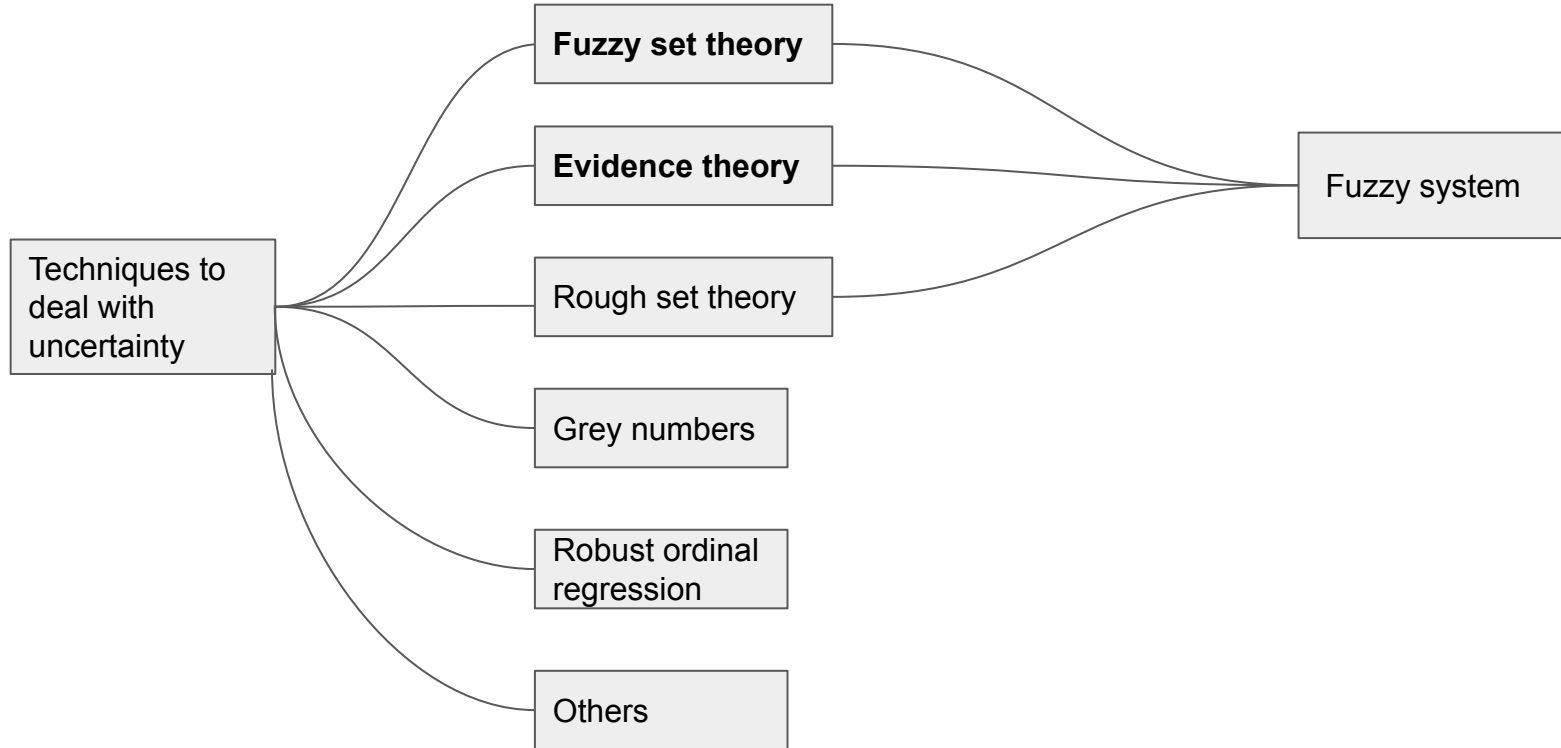 Fuzzy set theory
Evidence theory
Fuzzy system
Techniques to
deal with
uncertainty
Rough set theory
Grey numbers
Robust ordinal
regression
Others